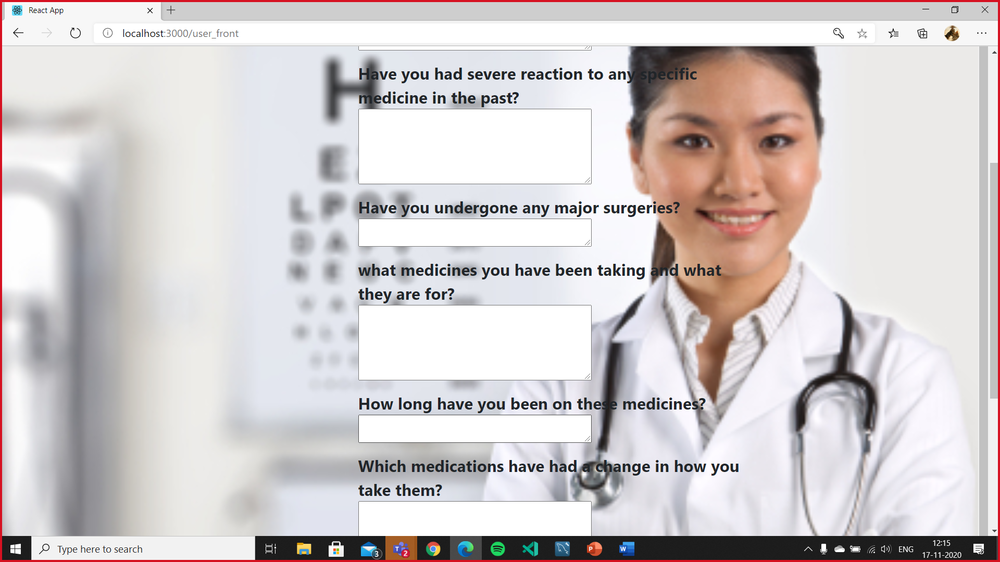 React App
localhost:3000/user_front
H
Have you had severe reaction to any specific
medicine in the past?
E
L P O T
Have you undergone any major surgeries?
what medicines you have been taking and what
they are for?
How long have you been on these medicines?
Which medications have had a change in how you
take them?
Type here to search
3
2
ENG
12:15
17-11-2020